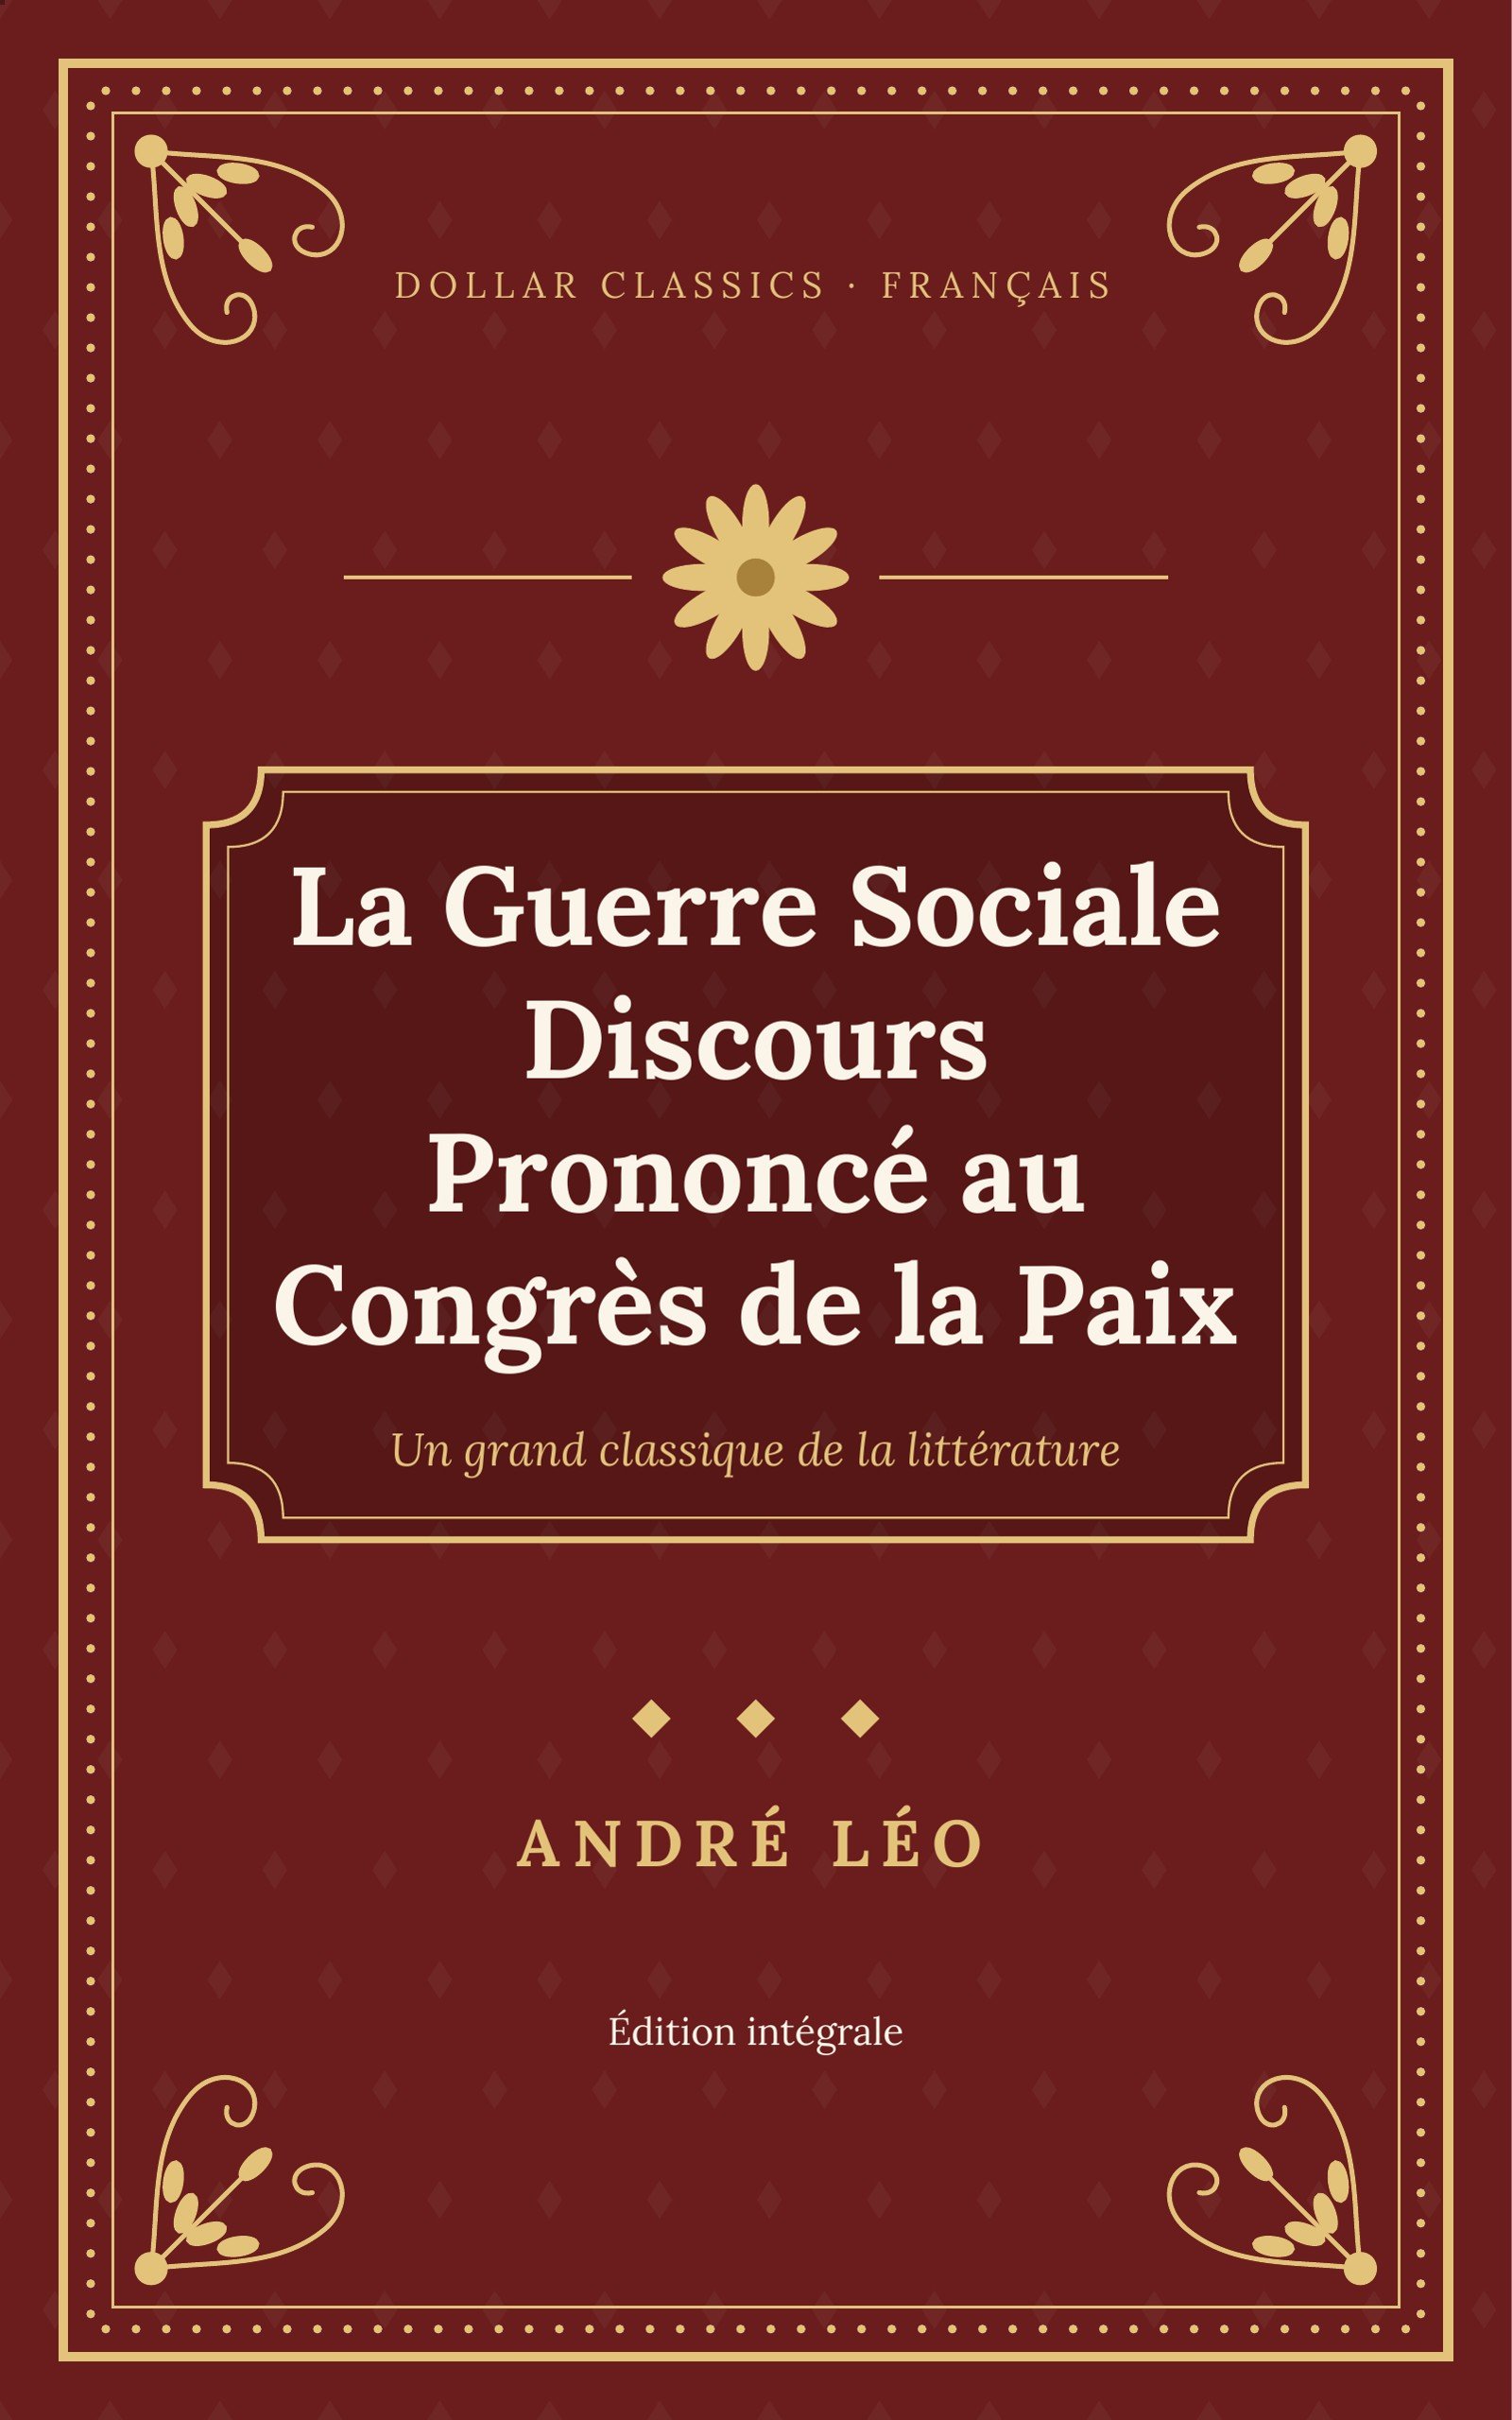 DOLLAR CLASSICS · FRANÇAIS
La Guerre Sociale
Discours
Prononcé au
Congrès de la Paix
Un grand classique de la littérature
ANDRÉ LÉO
Édition intégrale